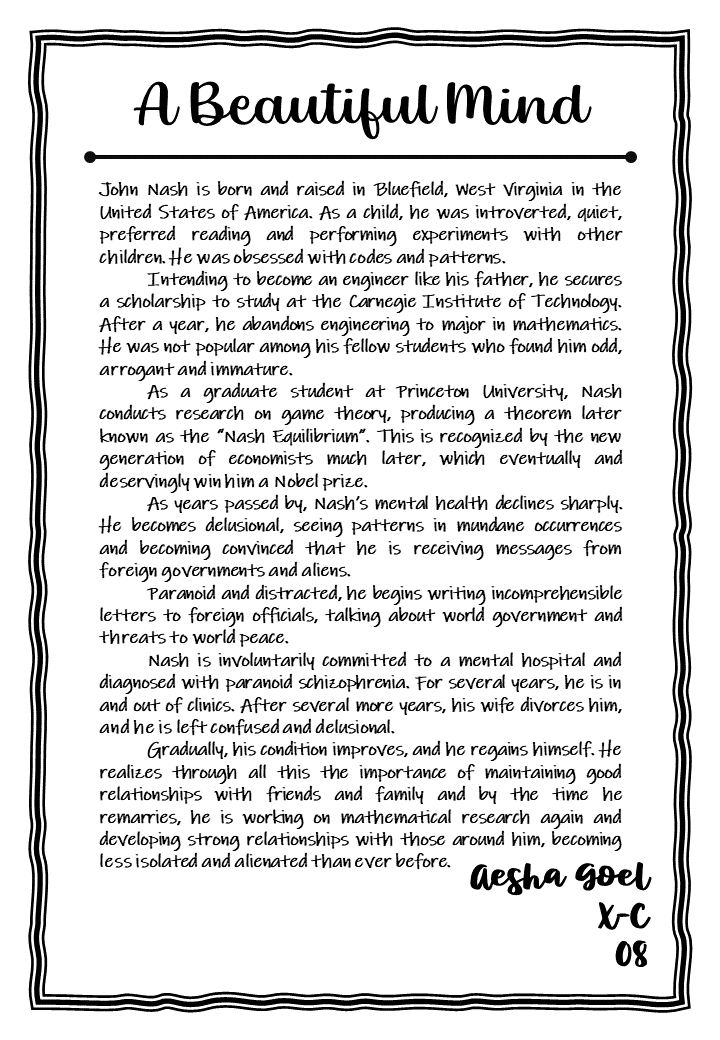 A Beautiful Mind
John Nash is born and raised in Bluefield, West Virginia in the
United States of America. As a child, he was introverted, quiet,
preferred reading and performing experiments with other
children. He was obsessed with codes and patterns.
Intending to become an engineer like his father, he secures
a scholarship to study at the Carnegie Institute of Technology.
After a year, he abandons engineering to major in mathematics.
He was not popular among his fellow students who found him odd,
arrogant and immature.
As a graduate student at Princeton University, Nash
conducts research on game theory, producing a theorem later
known as the "Nash Equilibrium". This is recognized by the new
generation of economists much later, which eventually and
deservingly win him a Nobel prize.
As years passed by, Nash's mental health declines sharply.
He becomes delusional, seeing patterns in mundane occurrences
and becoming convinced that he is receiving messages from
foreign governments and aliens.
Paranoid and distracted, he begins writing incomprehensible
letters to foreign officials, talking about world government and
threats to world peace.
Nash is involuntarily committed to a mental hospital and
diagnosed with paranoid schizophrenia. For several years, he is in
and out of clinics. After several more years, his wife divorces him,
and he is left confused and delusional.
Gradually, his condition improves, and he regains himself. He
realizes through all this the importance of maintaining good
relationships with friends and family and by the time he
remarries, he is working on mathematical research again and
developing strong relationships with those around him, becoming
less isolated and alienated than ever before.
Aesha Goel
X-C
08